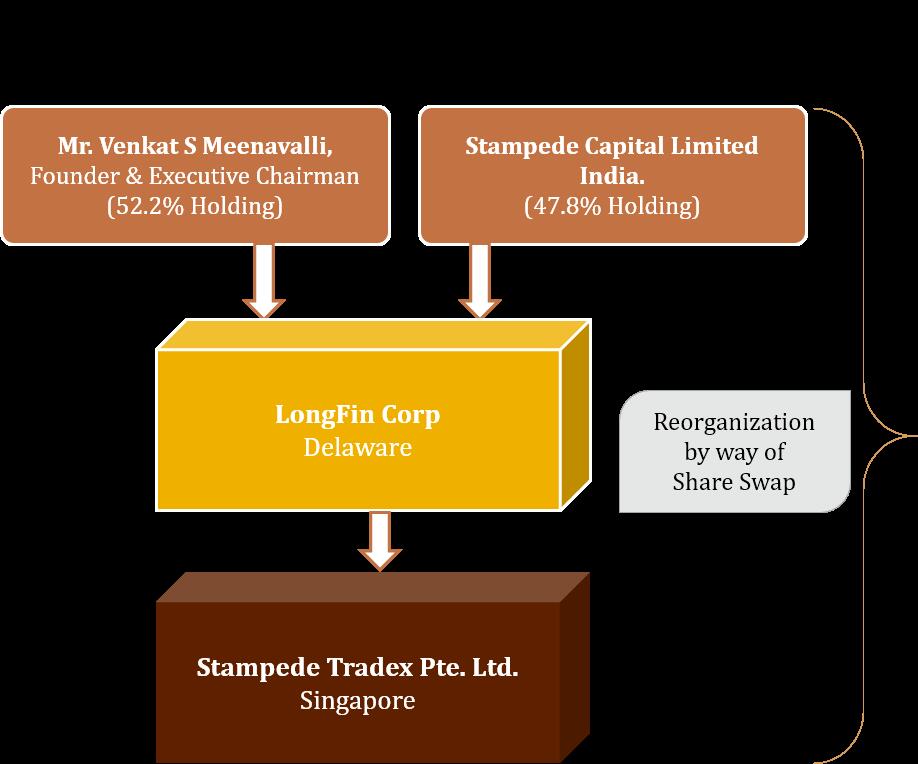 Mr. Venkat S Meenavalli,
Founder & Executive Chairman
(52.2% Holding)
Stampede Capital Limited
India.
(47.8% Holding)
LongFin Corp
Delaware
Reorganization
by way of
Share Swap
Stampede Tradex Pte. Ltd.
Singapore